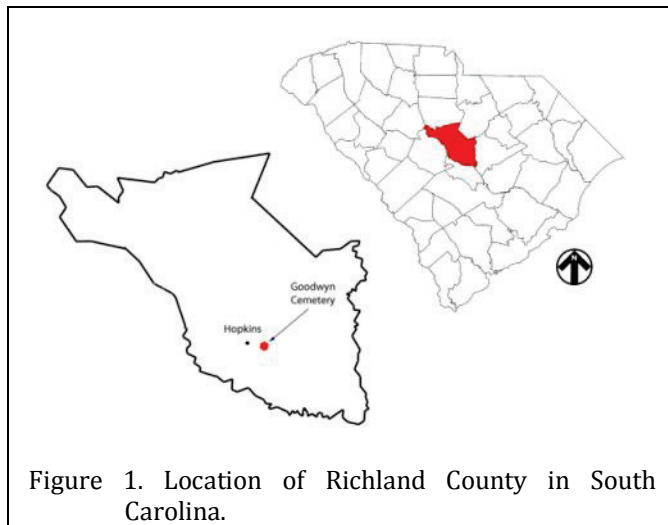 N
Goodwyn
Cemetery
Hopkins
Figure 1. Location of Richland County in South
Carolina.